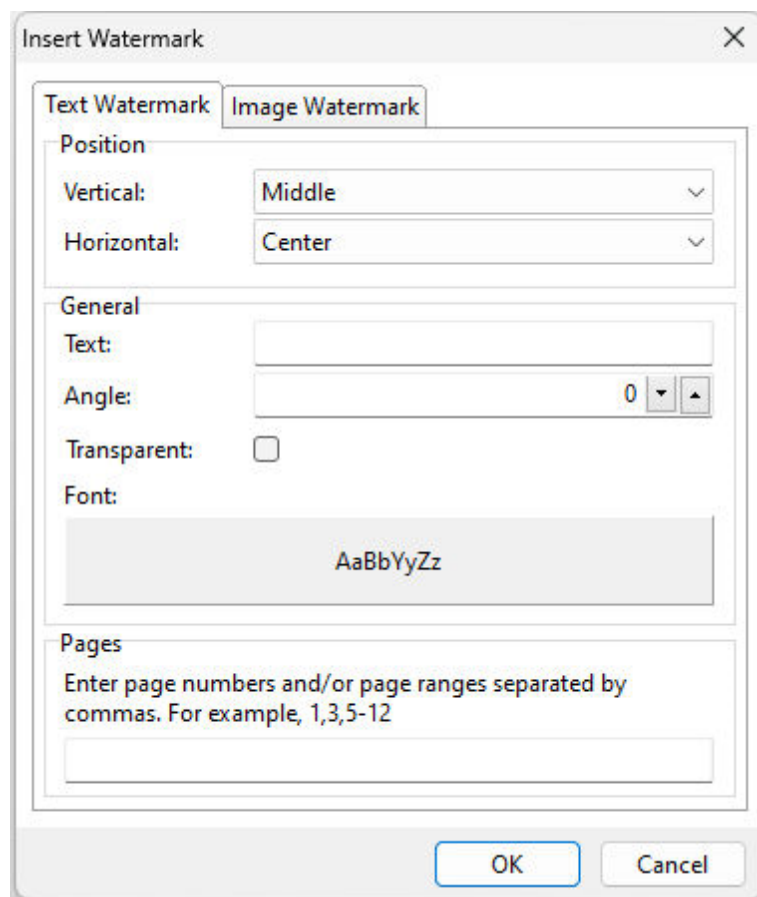 Insert Watermark
Text Watermark Image Watermark
Position
Vertical: Middle
Horizontal: Center
General
Text:
Angle: 0
Transparent:
Font:
AaBbYyZz
Pages
Enter page numbers and/or page ranges separated by
commas. For example, 1,3,5-12
OK Cancel